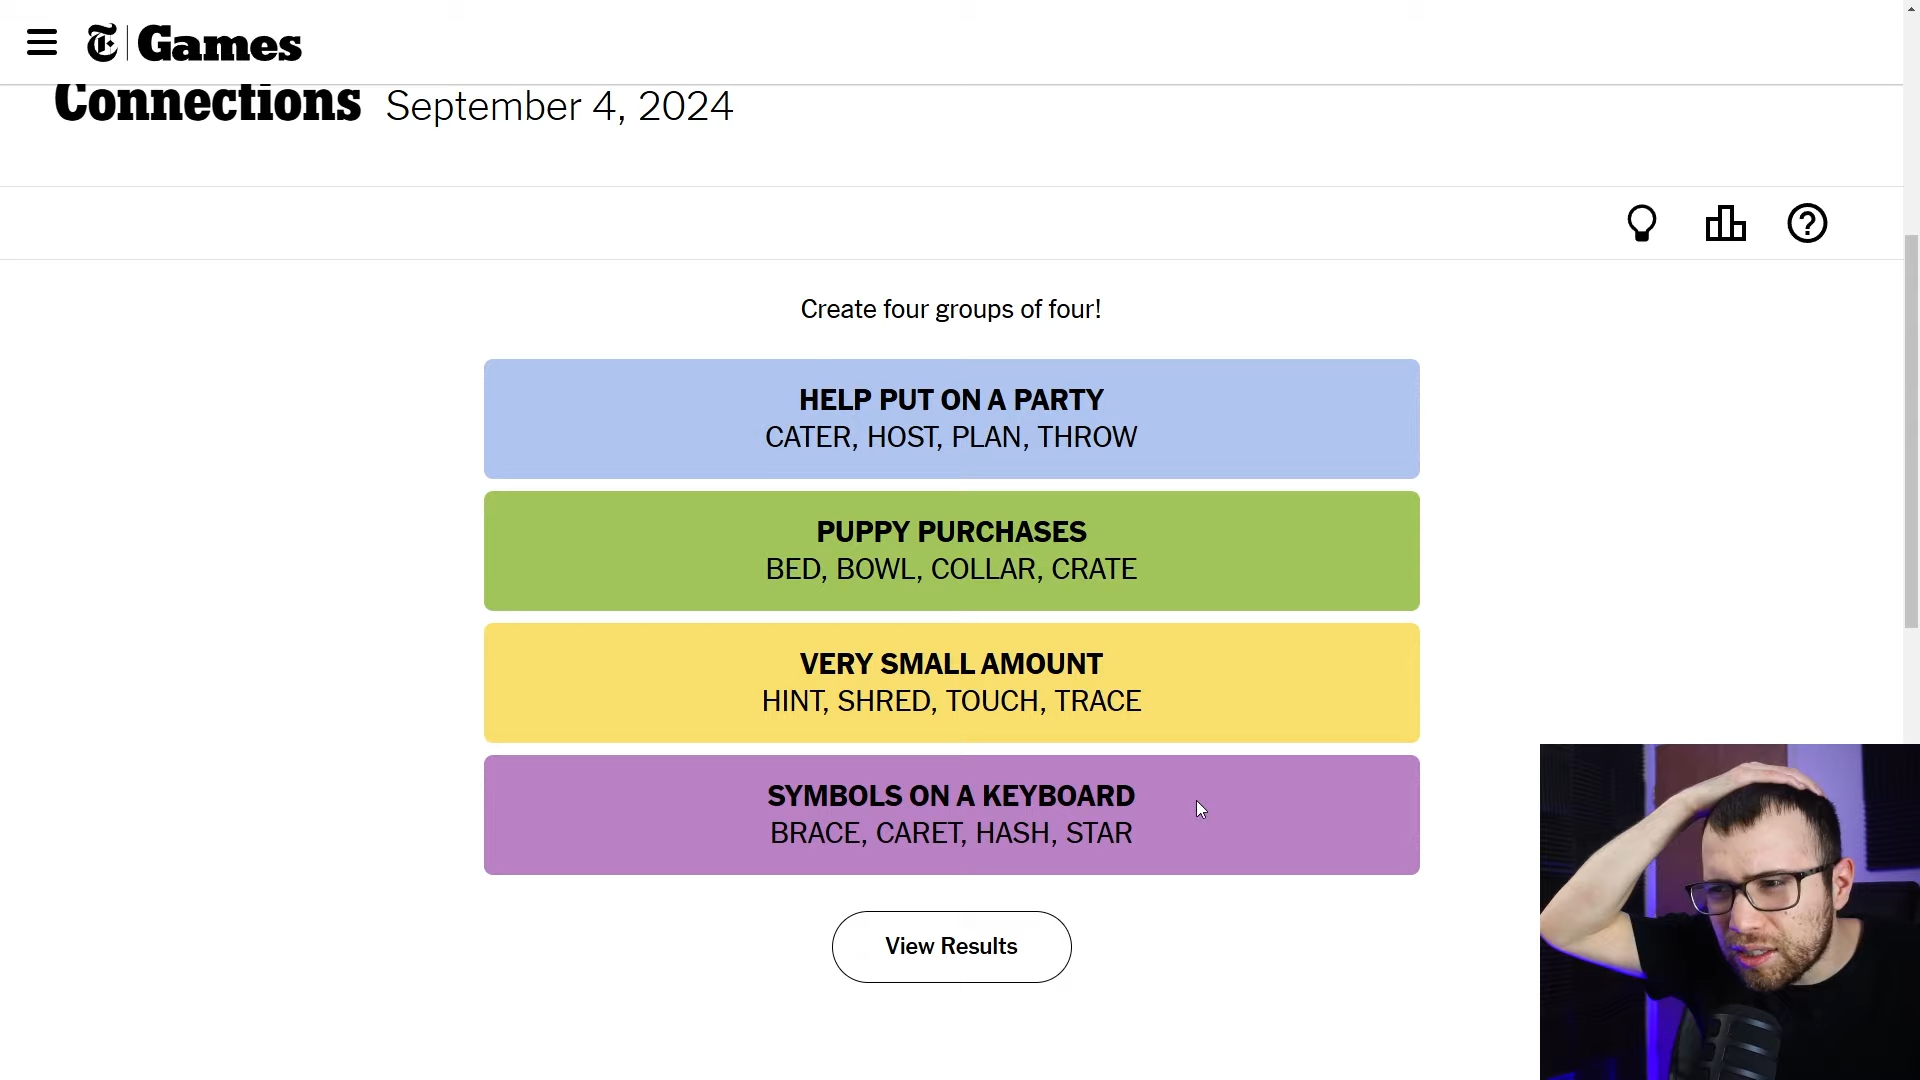 T Games
Connections September 4, 2024
Create four groups of four!
HELP PUT ON A PARTY
CATER, HOST, PLAN, THROW
PUPPY PURCHASES
BED, BOWL, COLLAR, CRATE
VERY SMALL AMOUNT
HINT, SHRED, TOUCH, TRACE
SYMBOLS ON A KEYBOARD
BRACE, CARET, HASH, STAR
View Results